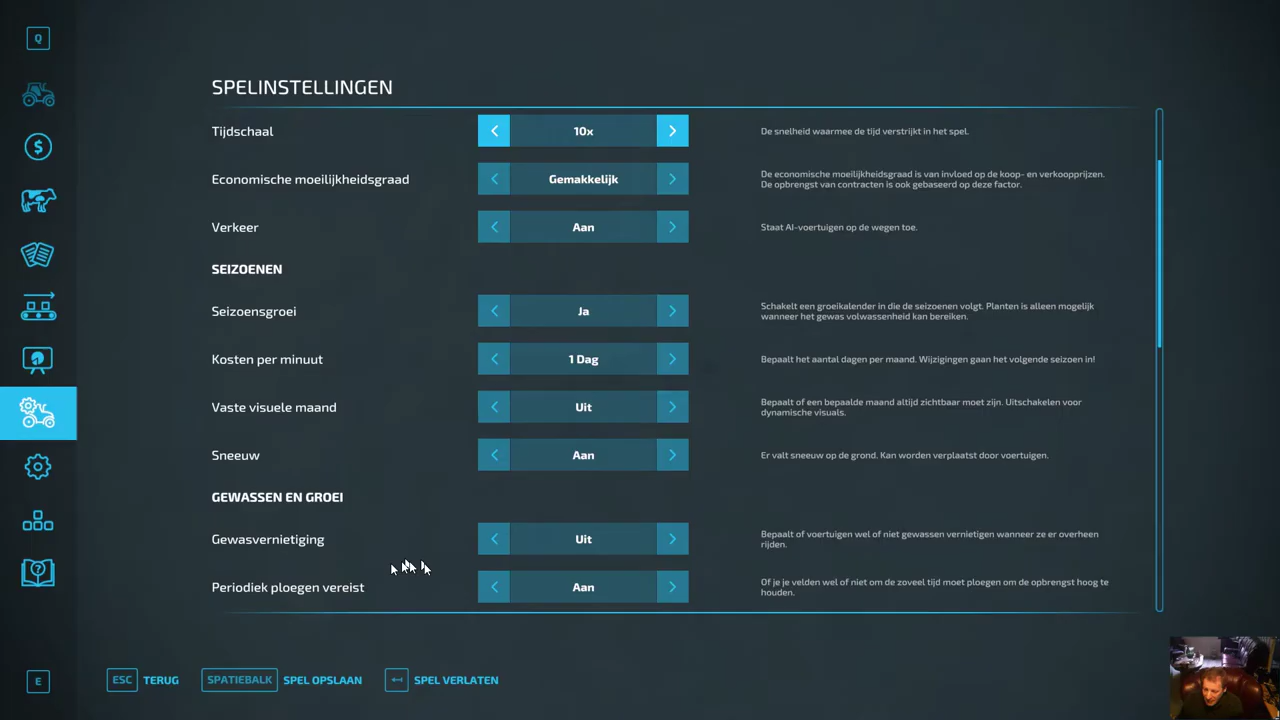 Q
SPELINSTELLINGEN
Tijdschaal
10x
De snelheid waarmee de tijd verstrijkt in het spel.
Economische moeilijkheidsgraad
Gemakkelijk
De economische moeilijkheidsgraad is van invloed op de koop- en verkoopprijzen.
De opbrengst van contracten is ook gebaseerd op deze factor.
Verkeer
Aan
Staat AI-voertuigen op de wegen toe.
SEIZOENEN
Seizoensgroei
Ja
Schakelt een groeikalender in die de seizoenen volgt. Planten is alleen mogelijk
wanneer het gewas volwassenheid kan bereiken.
Kosten per minuut
1 Dag
Bepaalt het aantal dagen per maand. Wijzigingen gaan het volgende seizoen in!
Vaste visuele maand
Uit
Bepaalt of een bepaalde maand altijd zichtbaar moet zijn. Uitschakelen voor
dynamische visuals.
Sneeuw
Aan
Er valt sneeuw op de grond. Kan worden verplaatst door voertuigen.
GEWASSEN EN GROEI
Gewasvernietiging
Uit
Bepaalt of voertuigen wel of niet gewassen vernietigen wanneer ze er overheen
rijden.
Periodiek ploegen vereist
Aan
Of je je velden wel of niet om de zoveel tijd moet ploegen om de opbrengst hoog te
houden.
E
ESC TERUG SPATIEBALK SPEL OPSLAAN SPEL VERLATEN